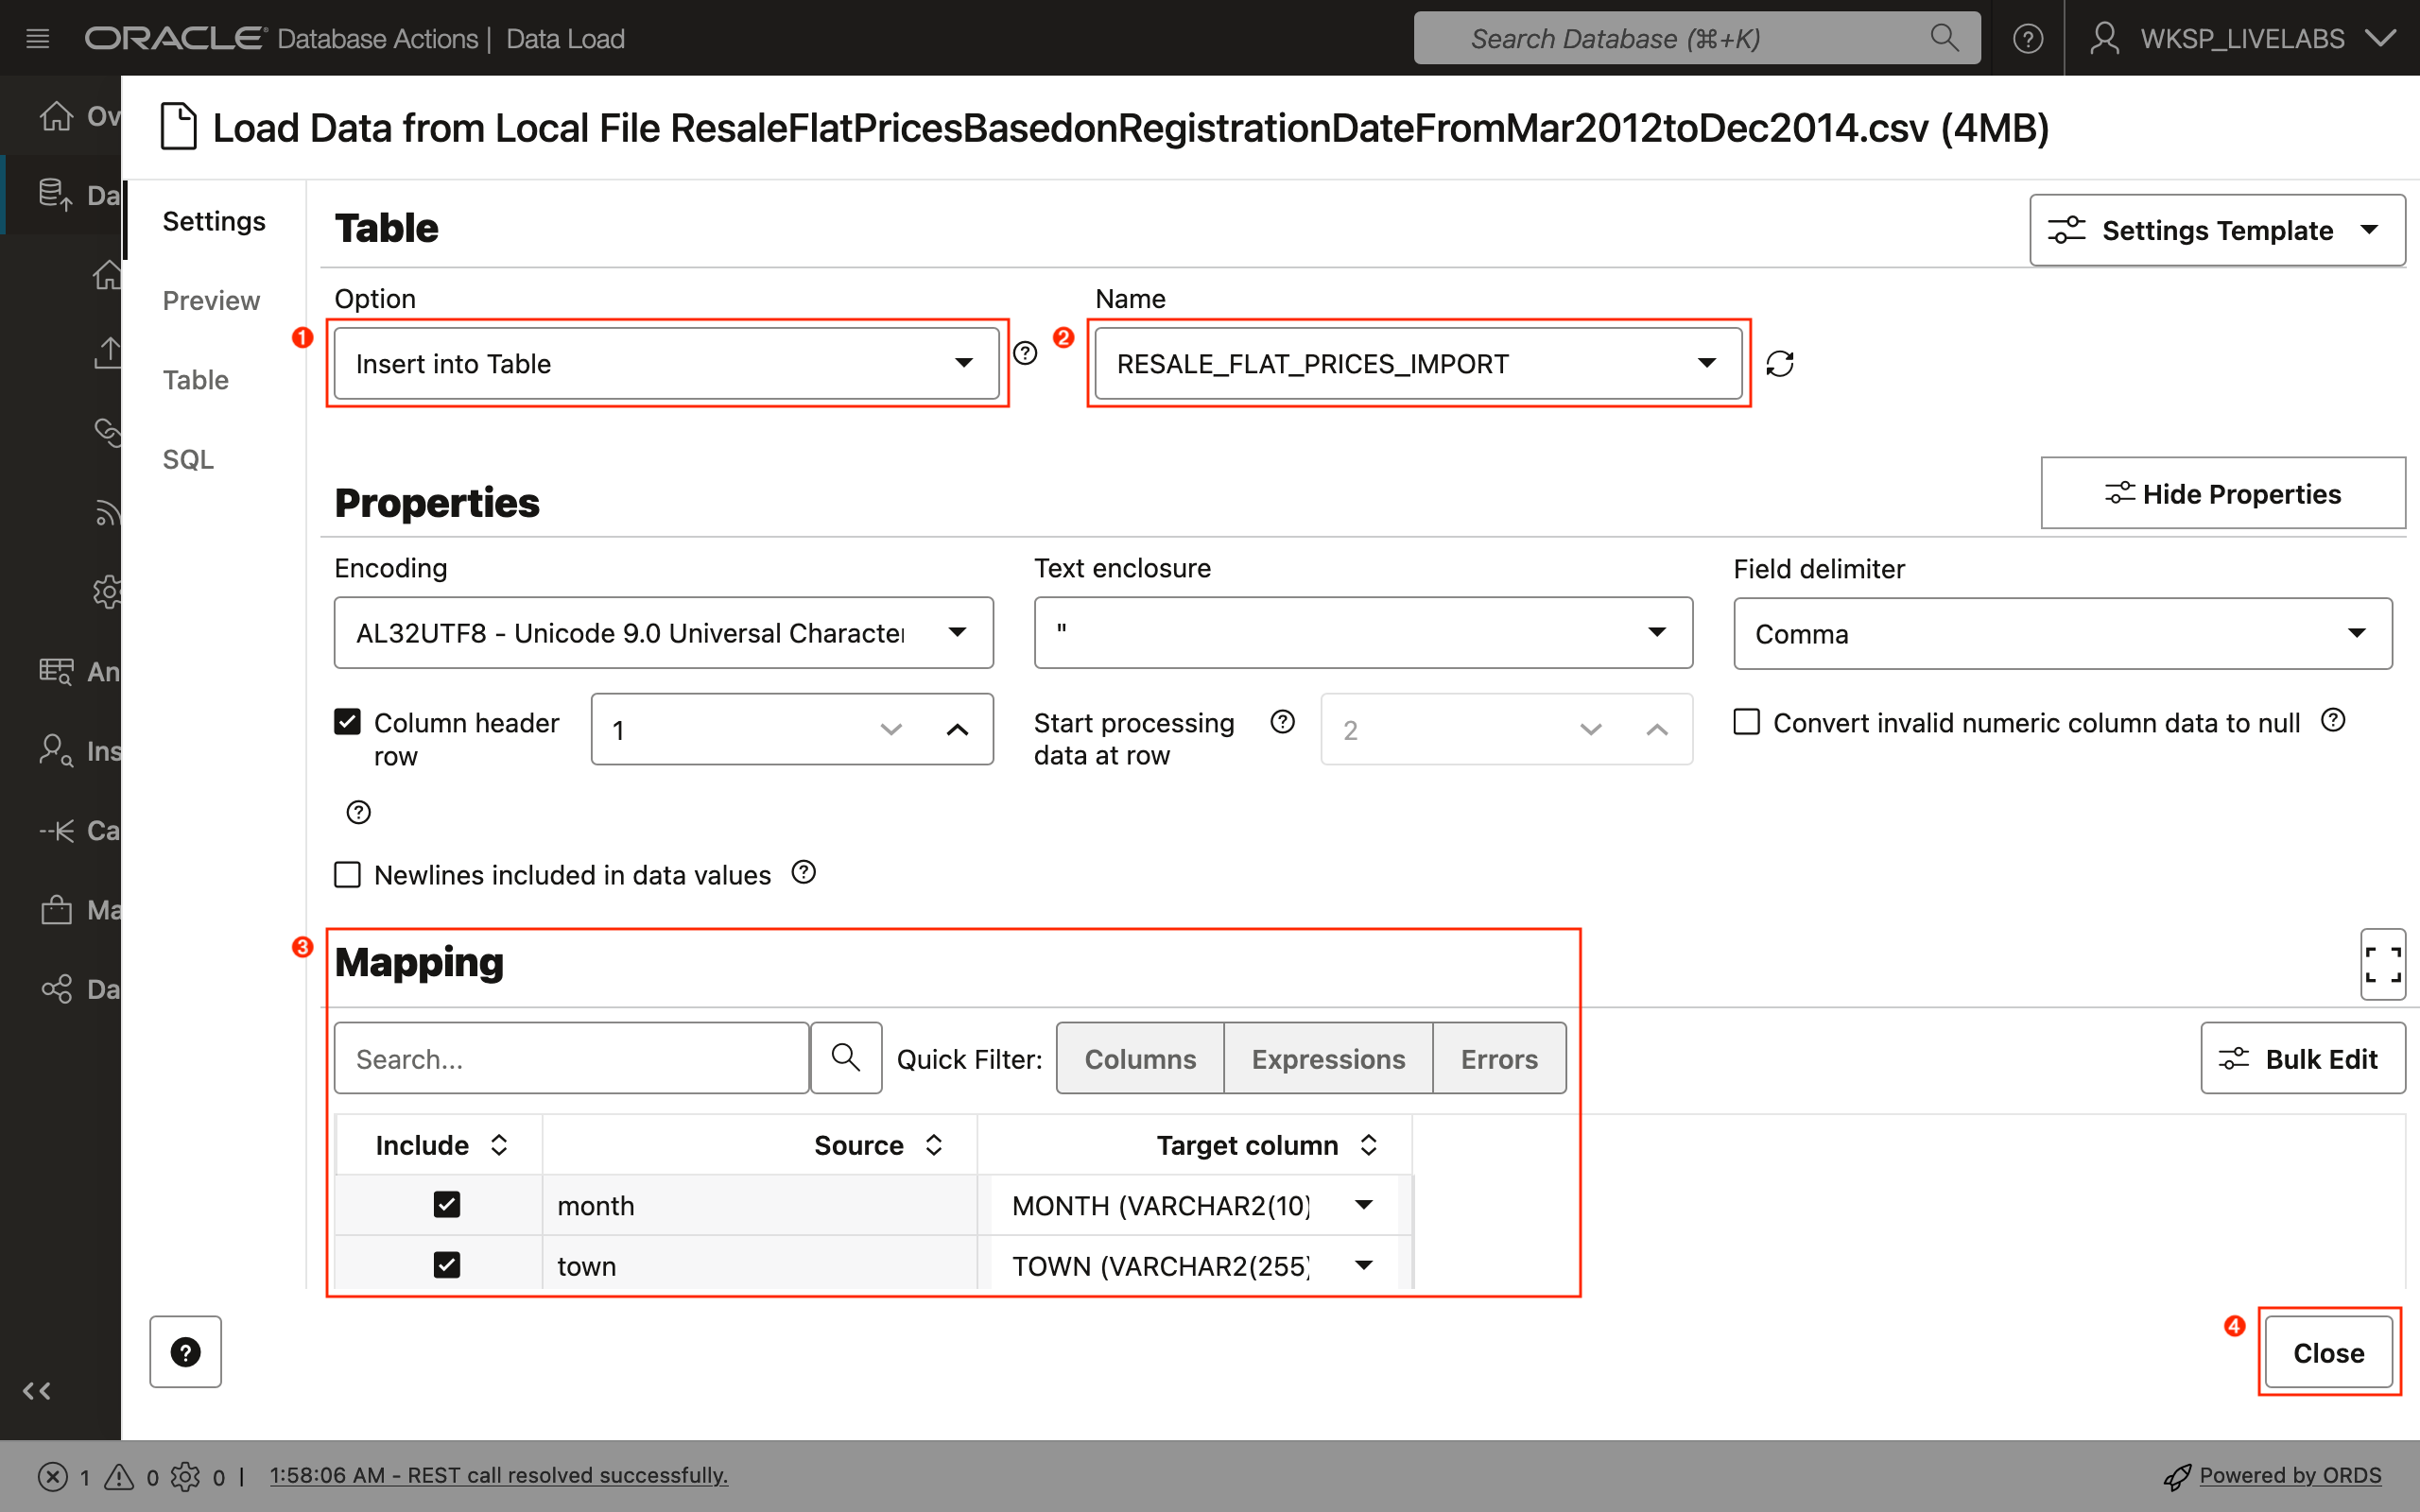 ORACLE Database Actions | Data Load
Search Database (⌘+K)
WKSP_LIVELABS
Load Data from Local File ResaleFlatPricesBasedonRegistrationDateFromMar2012toDec2014.csv (4MB)
Ov
Da
An
Ins
Ca
Ma
Da
Settings
Preview
Table
SQL
Table
Settings Template
Option
Name
1
Insert into Table
2
RESALE_FLAT_PRICES_IMPORT
Properties
Hide Properties
Encoding
Text enclosure
Field delimiter
AL32UTF8 - Unicode 9.0 Universal Character
"
Comma
Column header row
1
Start processing data at row
2
Convert invalid numeric column data to null
Newlines included in data values
3
Mapping
Search...
Quick Filter:
Columns
Expressions
Errors
Bulk Edit
Include
Source
Target column
month
MONTH (VARCHAR2(10)
town
TOWN (VARCHAR2(255)
4
Close
1
0
0 |
1:58:06 AM - REST call resolved successfully.
Powered by ORDS